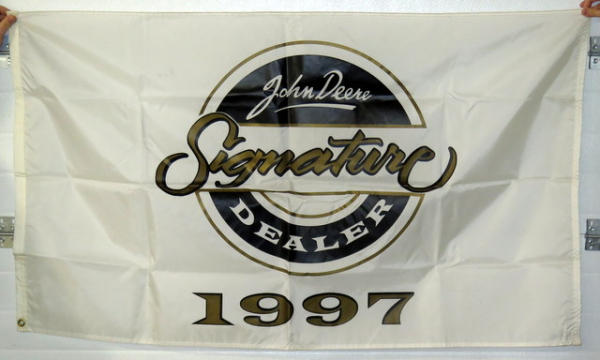 John Deere
Signature
DEALER
1997